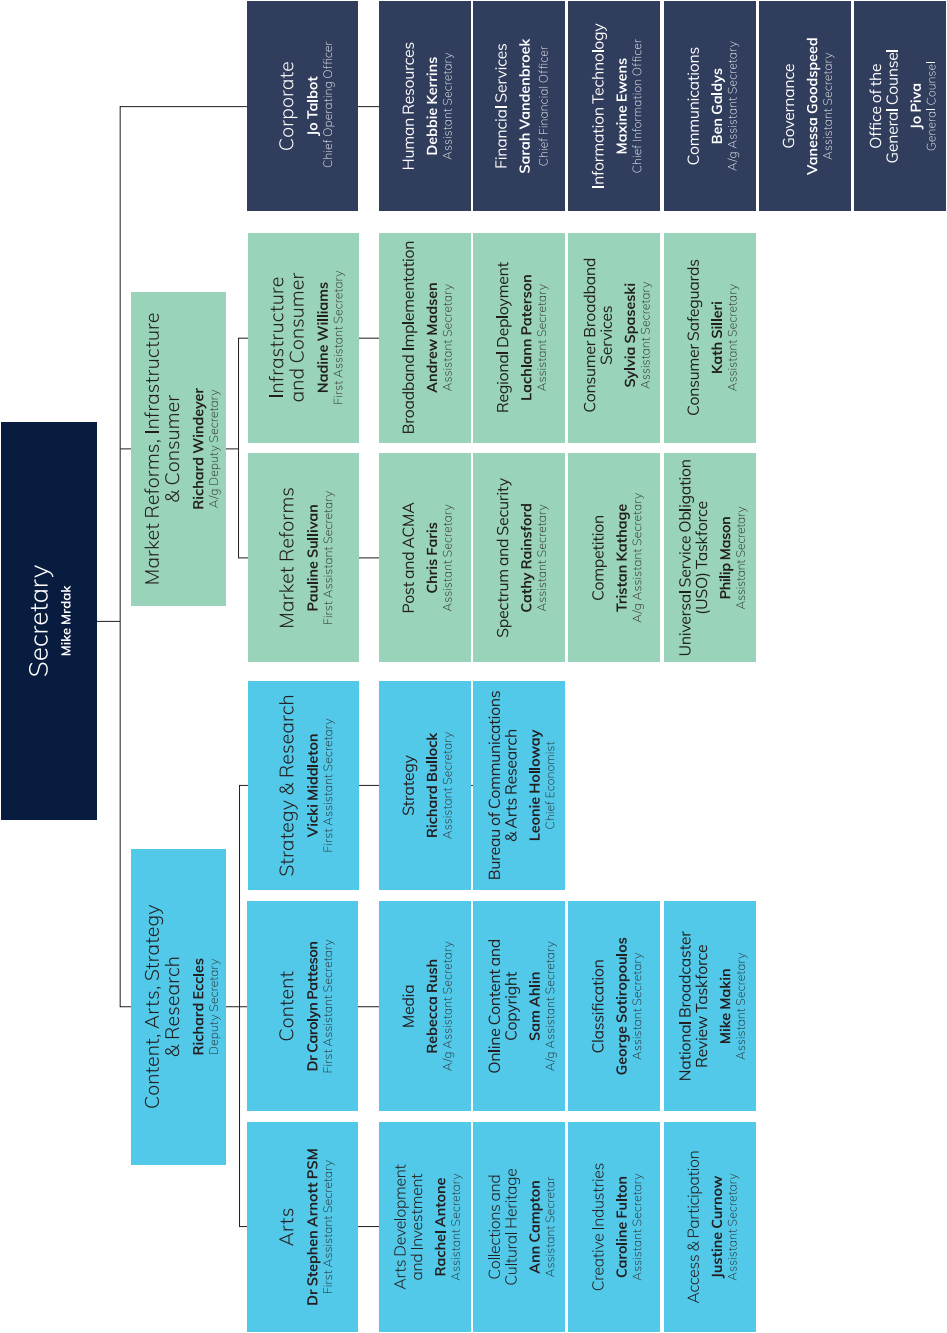 Secretary
Mike Mrdak
Content, Arts, Strategy
& Research
Richard Eccles
Deputy Secretary
Market Reforms, Infrastructure
& Consumer
Richard Windeyer
A/g Deputy Secretary
Arts
Dr Stephen Arnott PSM
First Assistant Secretary
Content
Dr Carolyn Patteson
First Assistant Secretary
Strategy & Research
Vicki Middleton
First Assistant Secretary
Market Reforms
Pauline Sullivan
First Assistant Secretary
Infrastructure
and Consumer
Nadine Williams
First Assistant Secretary
Corporate
Jo Talbot
Chief Operating Officer
Arts Development
and Investment
Rachel Antone
Assistant Secretary
Media
Rebecca Rush
A/g Assistant Secretary
Strategy
Richard Bullock
Assistant Secretary
Post and ACMA
Chris Faris
Assistant Secretary
Broadband Implementation
Andrew Madsen
Assistant Secretary
Human Resources
Debbie Kerrins
Assistant Secretary
Collections and
Cultural Heritage
Ann Campton
Assistant Secretar
Online Content and
Copyright
Sam Ahlin
A/g Assistant Secretary
Bureau of Communications
& Arts Research
Leonie Holloway
Chief Economist
Spectrum and Security
Cathy Rainsford
Assistant Secretary
Regional Deployment
Lachlann Paterson
Assistant Secretary
Financial Services
Sarah Vandenbroek
Chief Financial Officer
Creative Industries
Caroline Fulton
Assistant Secretary
Classification
George Sotiropoulos
Assistant Secretary
Competition
Tristan Kathage
A/g Assistant Secretary
Consumer Broadband
Services
Sylvia Spaseski
Assistant Secretary
Information Technology
Maxine Ewens
Chief Information Officer
Access & Participation
Justine Curnow
Assistant Secretary
National Broadcaster
Review Taskforce
Mike Makin
Assistant Secretary
Universal Service Obligation
(USO) Taskforce
Philip Mason
Assistant Secretary
Consumer Safeguards
Kath Silleri
Assistant Secretary
Communications
Ben Galdys
A/g Assistant Secretary
Governance
Vanessa Goodspeed
Assistant Secretary
Office of the
General Counsel
Jo Piva
General Counsel